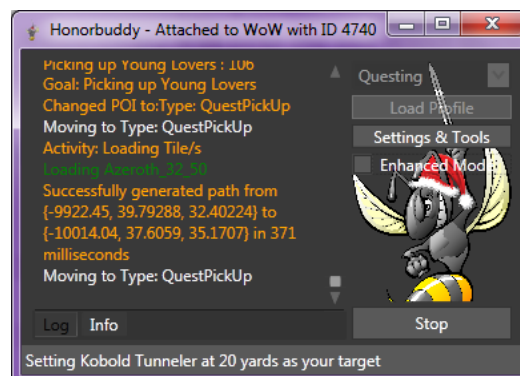 Honorbuddy - Attached to WoW with ID 4740
Picking up Young Lovers : 106
Goal: Picking up Young Lovers
Changed POI to:Type: QuestPickUp
Moving to Type: QuestPickUp
Activity: Loading Tile/s
Loading Azeroth_32_50
Successfully generated path from
{-9922.45, 39.79288, 32.40224} to
{-10014.04, 37.6059, 35.1707} in 371
milliseconds
Moving to Type: QuestPickUp
Log Info
Questing
Load Profile
Settings & Tools
Enhanced Mode
Stop
Setting Kobold Tunneler at 20 yards as your target